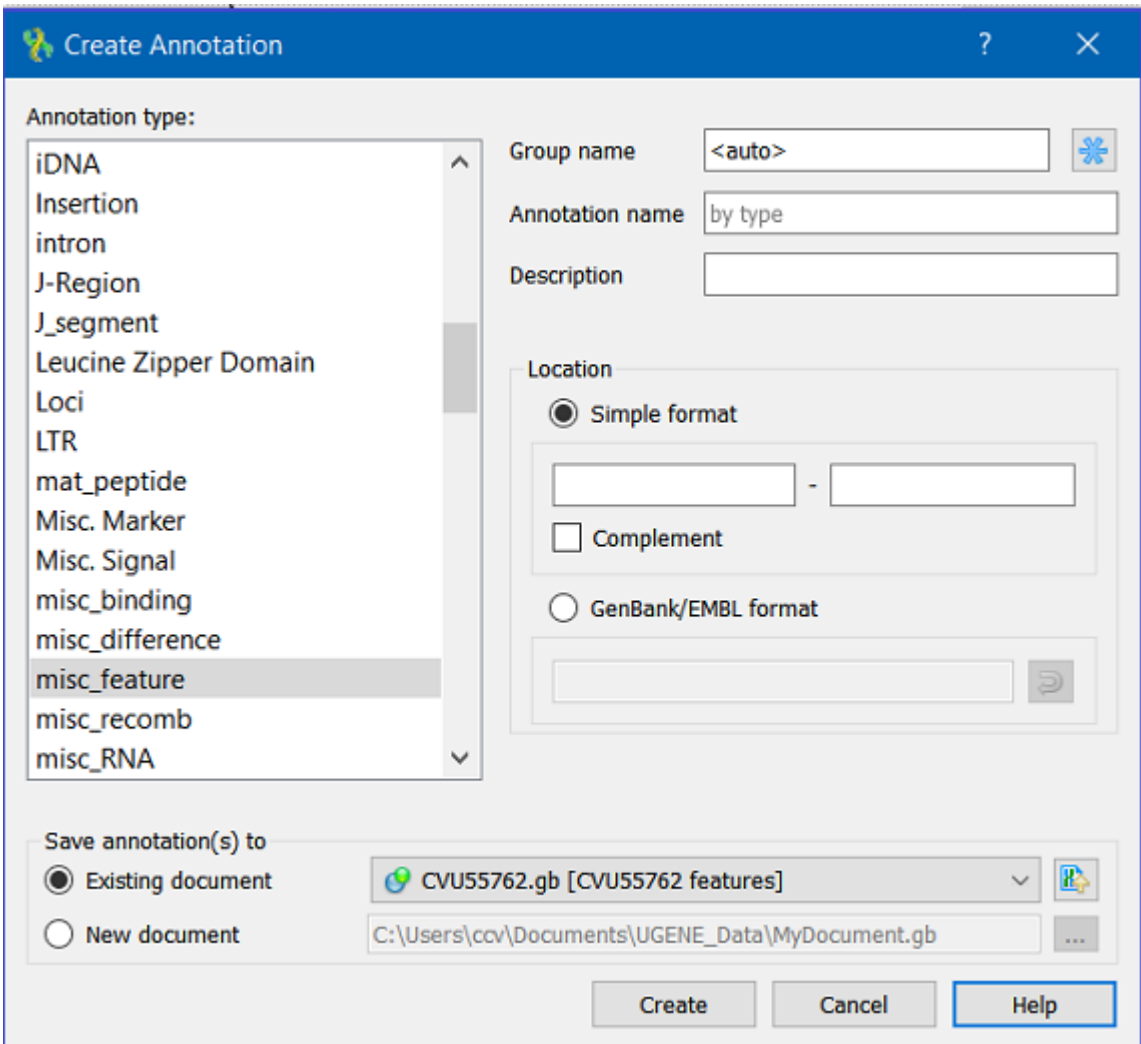 Create Annotation
?
Annotation type:
iDNA
Insertion
intron
J-Region
J_segment
Leucine Zipper Domain
Loci
LTR
mat_peptide
Misc. Marker
Misc. Signal
misc_binding
misc_difference
misc_feature
misc_recomb
misc_RNA
Group name <auto>
Annotation name by type
Description
Location
Simple format
-
Complement
GenBank/EMBL format
Save annotation(s) to
Existing document CVU55762.gb [CVU55762 features]
New document C:\Users\ccv\Documents\UGENE_Data\MyDocument.gb ...
Create Cancel Help